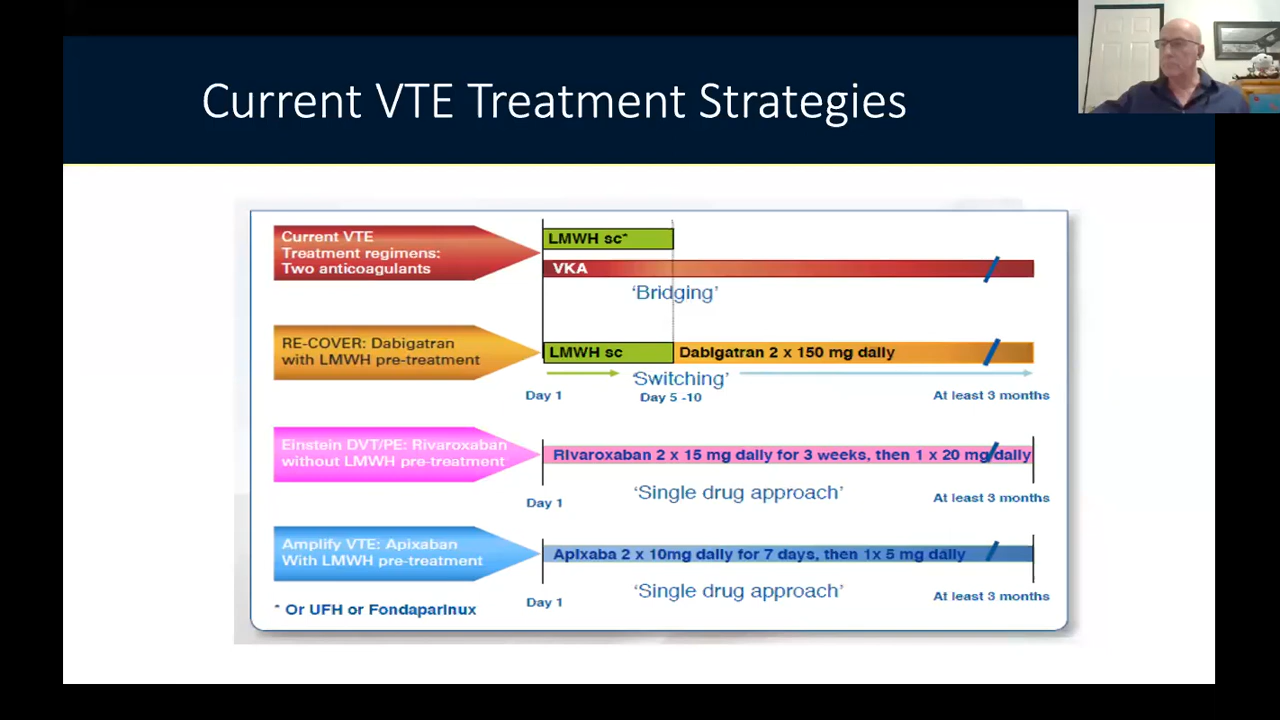 Current VTE Treatment Strategies
Current VTE
Treatment regimens:
Two anticoagulants
LMWH sc*
VKA
‘Bridging’
RE-COVER: Dabigatran
with LMWH pre-treatment
LMWH sc
Dabigatran 2 x 150 mg daily
‘Switching’
Day 1
Day 5 -10
At least 3 months
Einstein DVT/PE: Rivaroxaban
without LMWH pre-treatment
Rivaroxaban 2 x 15 mg daily for 3 weeks, then 1 x 20 mg daily
‘Single drug approach’
Day 1
At least 3 months
Amplify VTE: Apixaban
With LMWH pre-treatment
Apixaba 2 x 10mg daily for 7 days, then 1x 5 mg daily
‘Single drug approach’
Day 1
At least 3 months
* Or UFH or Fondaparinux